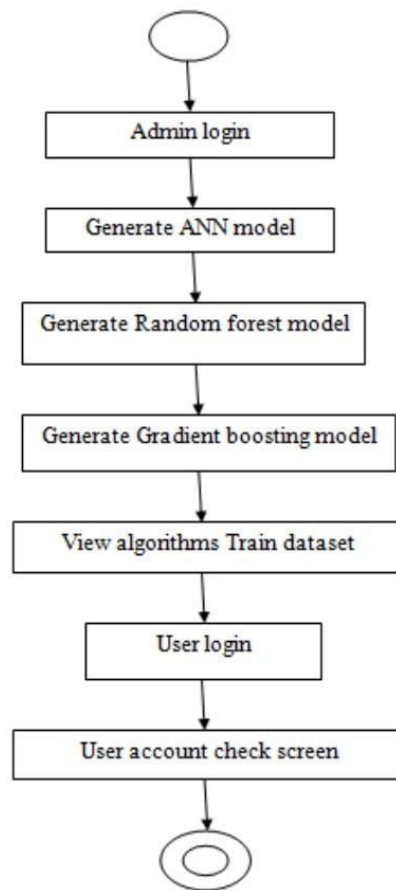 Admin login
Generate ANN model
Generate Random forest model
Generate Gradient boosting model
View algorithms Train dataset
User login
User account check screen